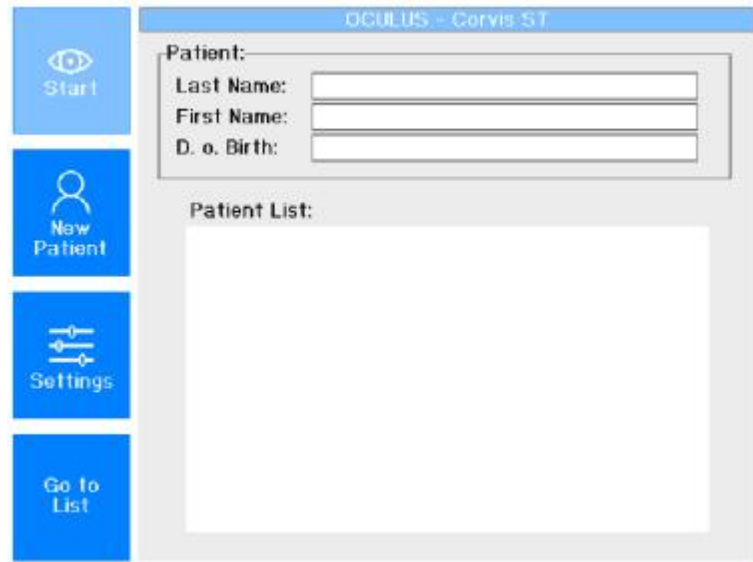 OCULUS - Corvis ST
Start
Patient:
Last Name:
First Name:
D. o. Birth:
New
Patient
Patient List:
Settings
Go to
List